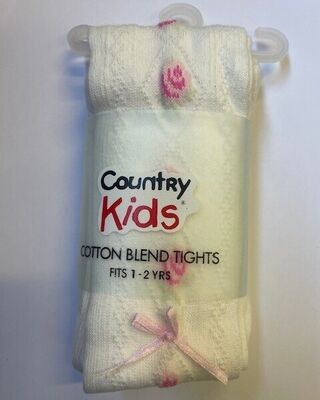 Country
Kids®
COTTON BLEND TIGHTS
FITS 1-2 YRS